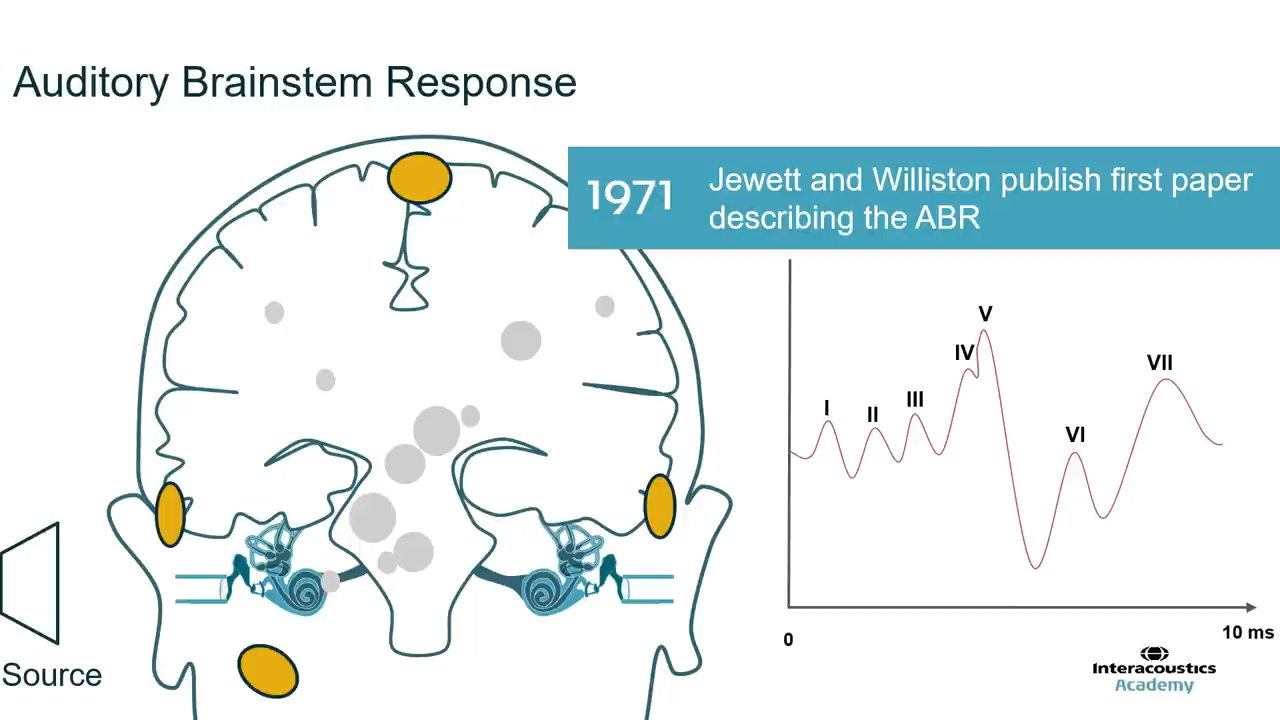 Auditory Brainstem Response
1971
Jewett and Williston publish first paper
describing the ABR
I
II
III
IV
V
VI
VII
0
10 ms
Source
Interacoustics
Academy